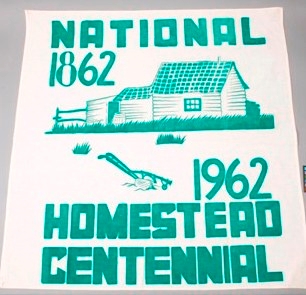 NATIONAL
1862
1962
HOMESTEAD
CENTENNIAL